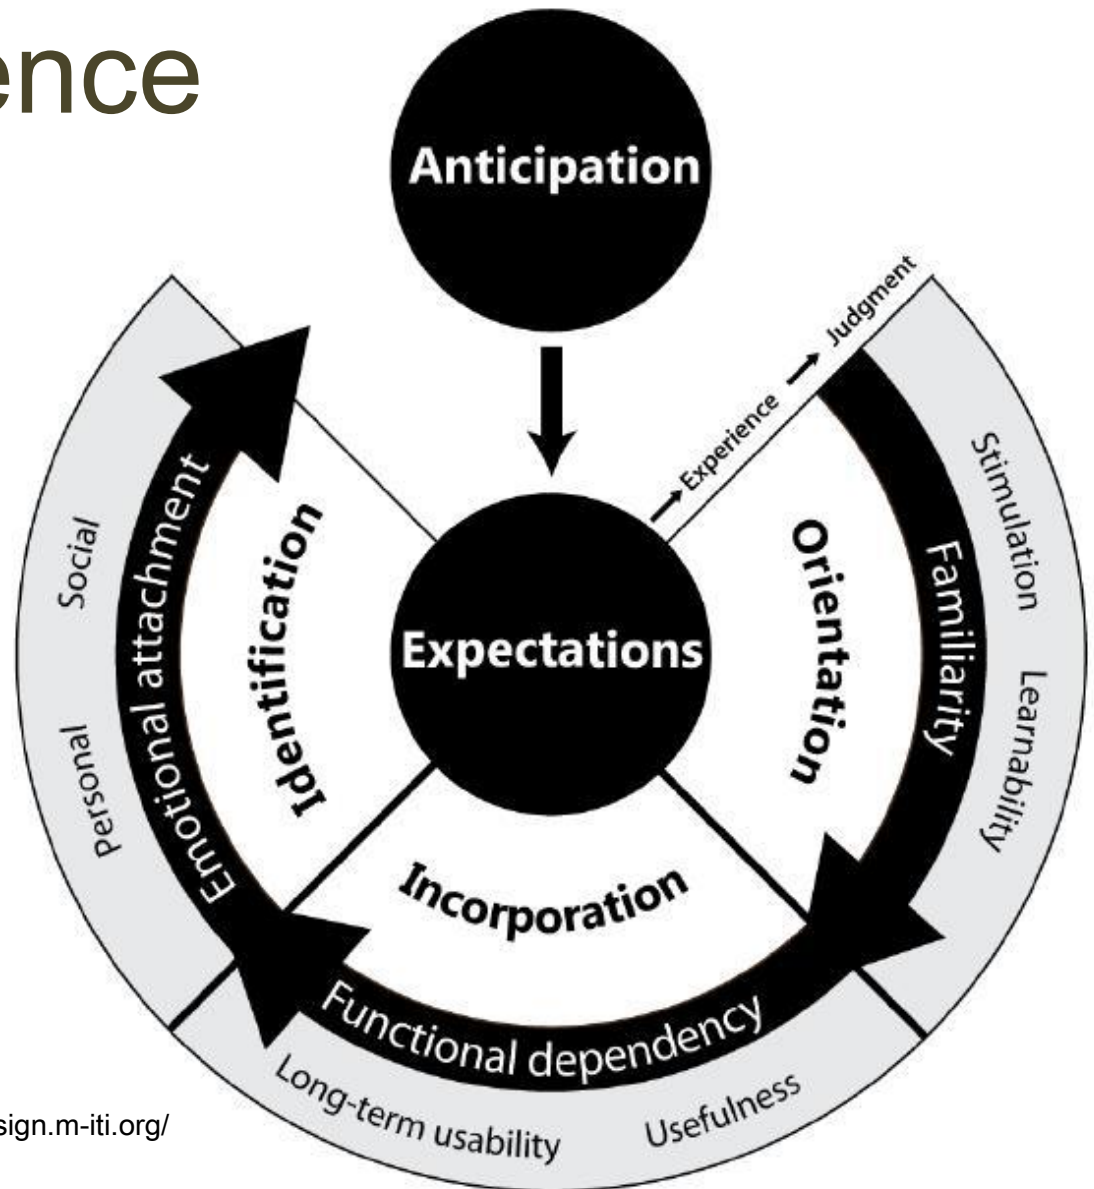 ence
Anticipation
Experience
Judgment
Expectations
Orientation
Familiarity
Stimulation
Learnability
Incorporation
Functional dependency
Usefulness
Long-term usability
Identification
Emotional attachment
Personal
Social
sign.m-iti.org/